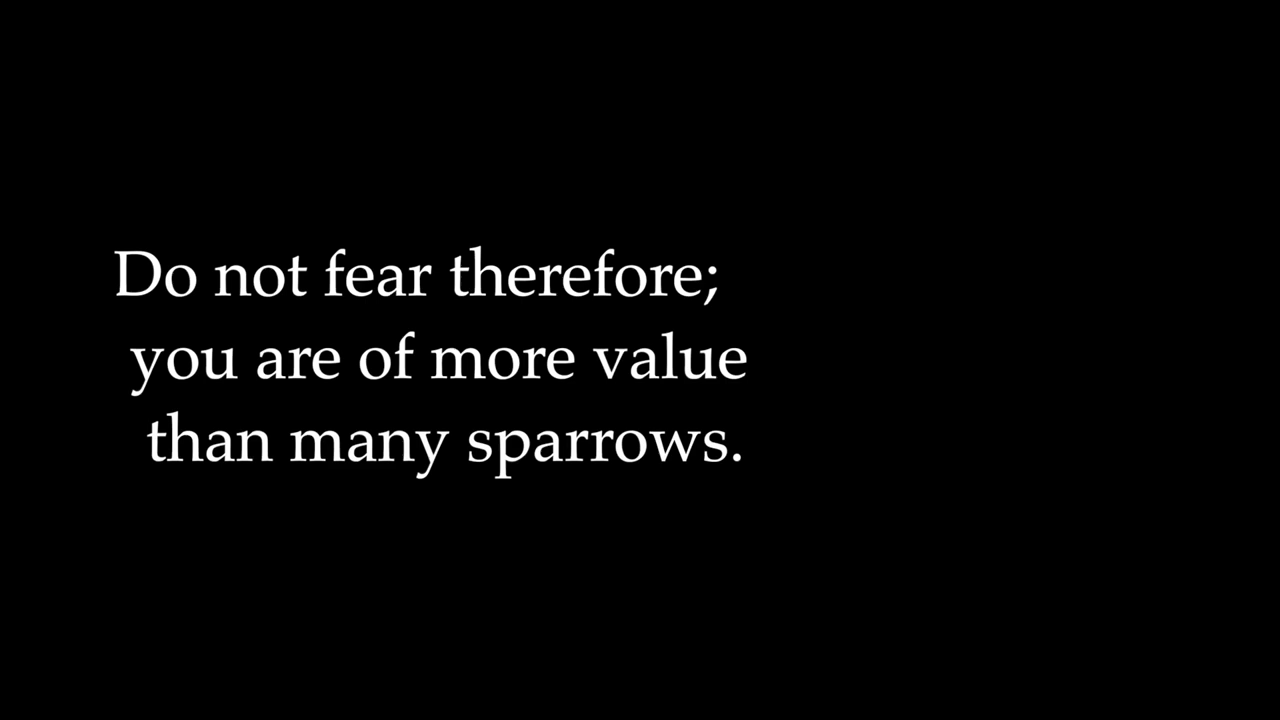 Do not fear therefore;
you are of more value
than many sparrows.